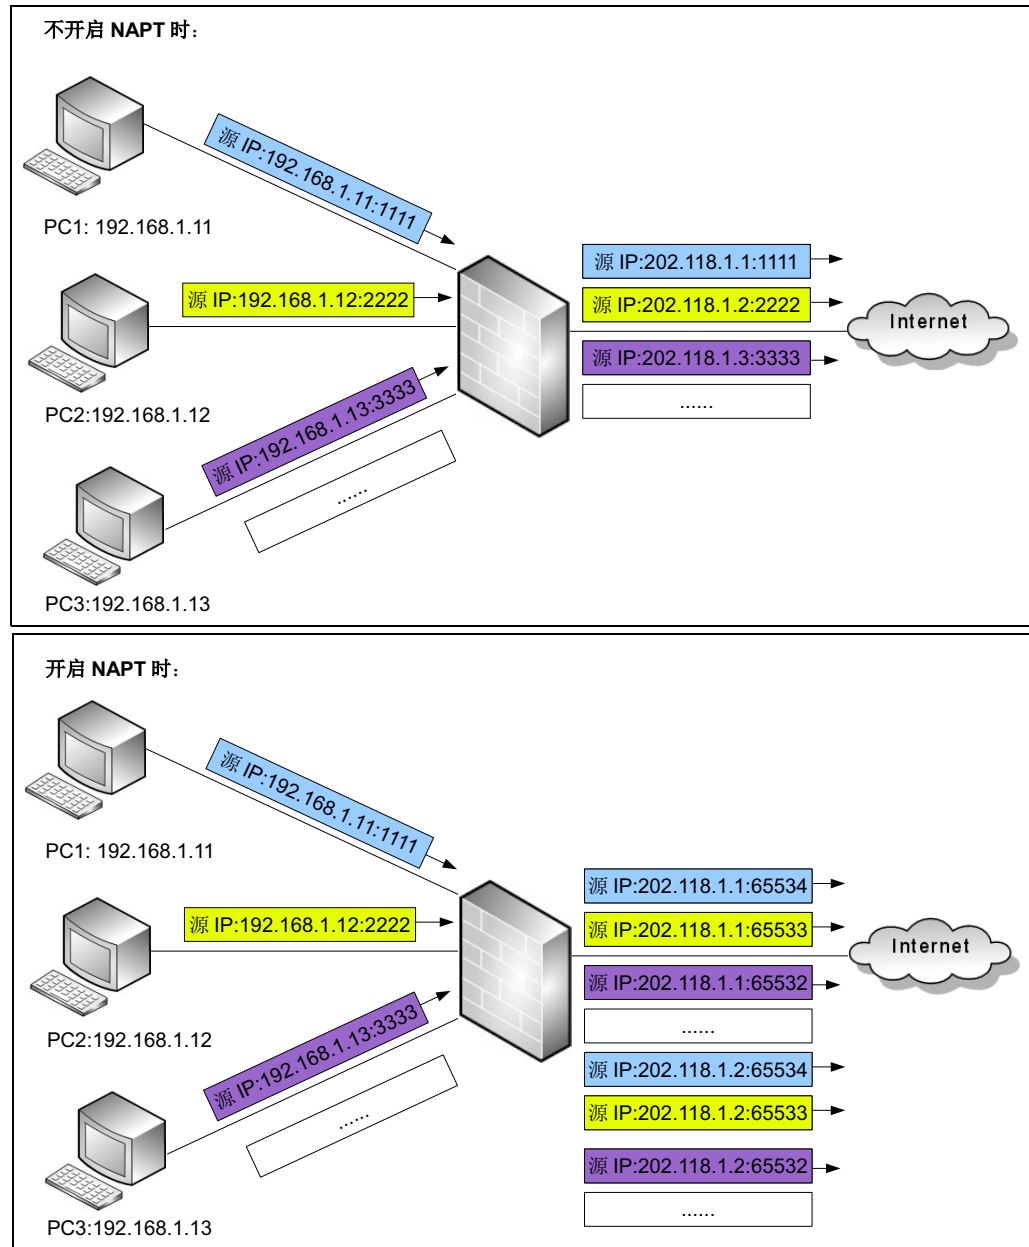 不开启 NAPT 时：
源 IP:192.168.1.11:1111
PC1: 192.168.1.11
源 IP:192.168.1.12:2222
PC2:192.168.1.12
源 IP:192.168.1.13:3333
......
PC3:192.168.1.13
源 IP:202.118.1.1:1111
源 IP:202.118.1.2:2222
源 IP:202.118.1.3:3333
......
Internet
开启 NAPT 时：
源 IP:192.168.1.11:1111
PC1: 192.168.1.11
源 IP:192.168.1.12:2222
PC2:192.168.1.12
源 IP:192.168.1.13:3333
......
PC3:192.168.1.13
源 IP:202.118.1.1:65534
源 IP:202.118.1.1:65533
源 IP:202.118.1.1:65532
......
源 IP:202.118.1.2:65534
源 IP:202.118.1.2:65533
源 IP:202.118.1.2:65532
......
Internet